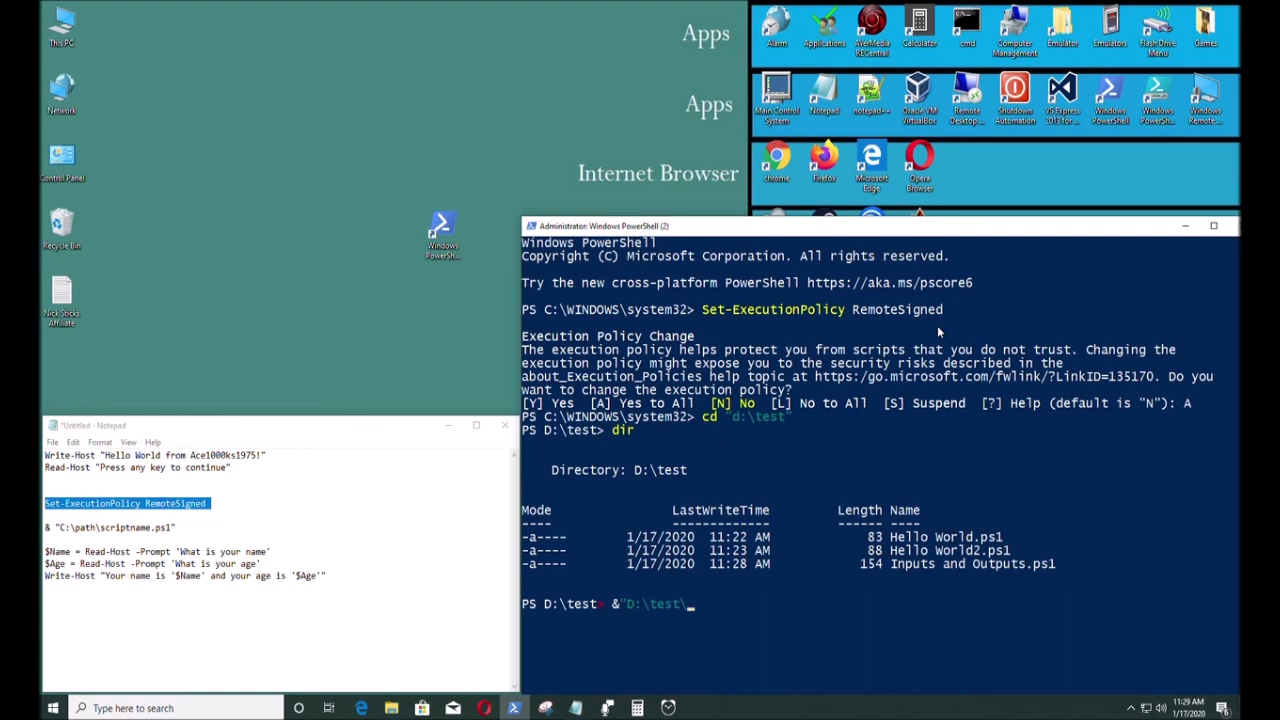 This PC
Network
Control Panel
Recycle Bin
Nick Sticks
Affiliate
Windows
PowerSh...
Apps
Apps
Internet Browser
Alarm
Applications
AVerMedia
RECentral
Calculator
cmd
Computer
Management
Emulator
Emulators
Flash Drive
Menu
Games
Main Control
System
Notepad
notepad++
Oracle VM
VirtualBox
Remote
Desktop ...
Shutdown
Automation
VS Express
2013 for ...
Windows
PowerShell
Windows
PowerSh...
Windows
Remote ...
chrome
Firefox
Microsoft
Edge
Opera
Browser
Administrator: Windows PowerShell (2)
Windows PowerShell
Copyright (C) Microsoft Corporation. All rights reserved.
Try the new cross-platform PowerShell https://aka.ms/pscore6
PS C:\WINDOWS\system32> Set-ExecutionPolicy RemoteSigned
Execution Policy Change
The execution policy helps protect you from scripts that you do not trust. Changing the
execution policy might expose you to the security risks described in the
about_Execution_Policies help topic at https:/go.microsoft.com/fwlink/?LinkID=135170. Do you
want to change the execution policy?
[Y] Yes  [A] Yes to All  [N] No  [L] No to All  [S] Suspend  [?] Help (default is "N"): A
PS C:\WINDOWS\system32> cd "d:\test"
PS D:\test> dir
Directory: D:\test
Mode LastWriteTime Length Name
---- ------------- ------ ----
-a---- 1/17/2020 11:22 AM 83 Hello World.ps1
-a---- 1/17/2020 11:23 AM 88 Hello World2.ps1
-a---- 1/17/2020 11:28 AM 154 Inputs and Outputs.ps1
PS D:\test> &"D:\test\_
*Untitled - Notepad
File Edit Format View Help
Write-Host "Hello World from Ace1000ks1975!"
Read-Host "Press any key to continue"
Set-ExecutionPolicy RemoteSigned
& "C:\path\scriptname.ps1"
$Name = Read-Host -Prompt 'What is your name'
$Age = Read-Host -Prompt 'What is your age'
Write-Host "Your name is '$Name' and your age is '$Age'"
Type here to search
11:29 AM
1/17/2020
6